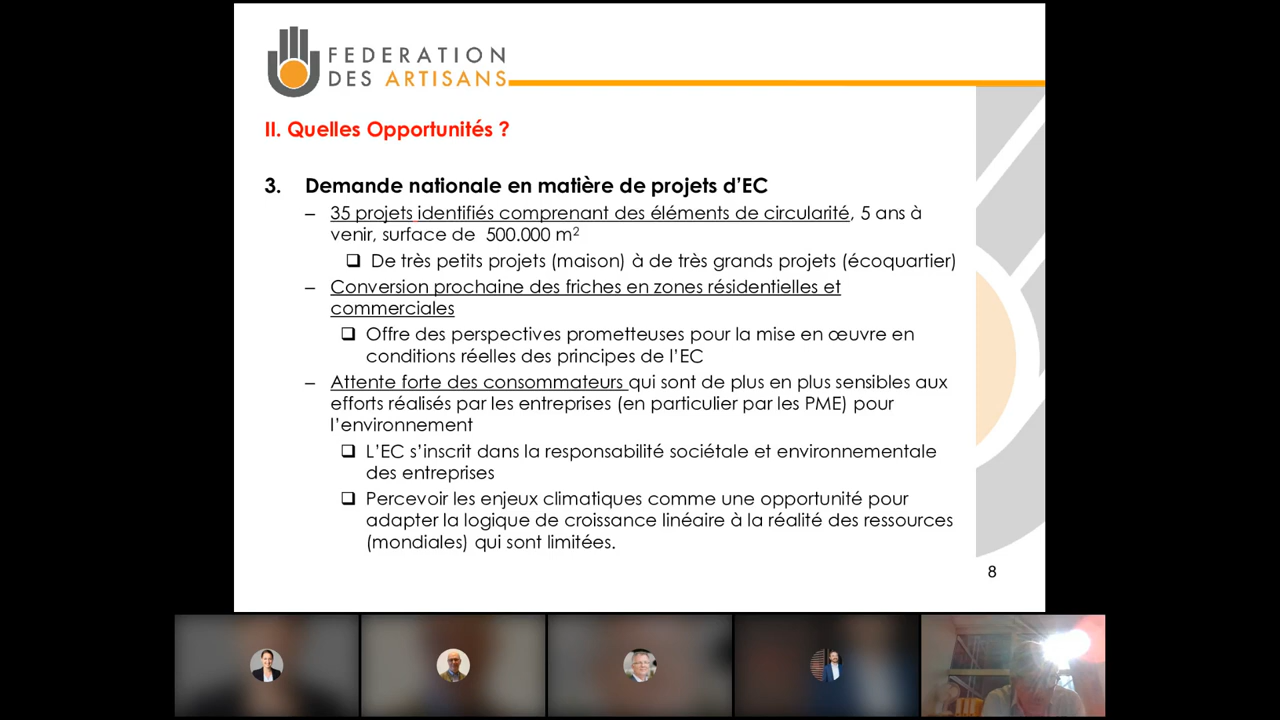 FEDERATION
DES ARTISANS
II. Quelles Opportunités ?
3. Demande nationale en matière de projets d’EC
– 35 projets identifiés comprenant des éléments de circularité, 5 ans à
venir, surface de 500.000 m²
❑ De très petits projets (maison) à de très grands projets (écoquartier)
– Conversion prochaine des friches en zones résidentielles et
commerciales
❑ Offre des perspectives prometteuses pour la mise en œuvre en
conditions réelles des principes de l’EC
– Attente forte des consommateurs qui sont de plus en plus sensibles aux
efforts réalisés par les entreprises (en particulier par les PME) pour
l’environnement
❑ L’EC s’inscrit dans la responsabilité sociétale et environnementale
des entreprises
❑ Percevoir les enjeux climatiques comme une opportunité pour
adapter la logique de croissance linéaire à la réalité des ressources
(mondiales) qui sont limitées.
8